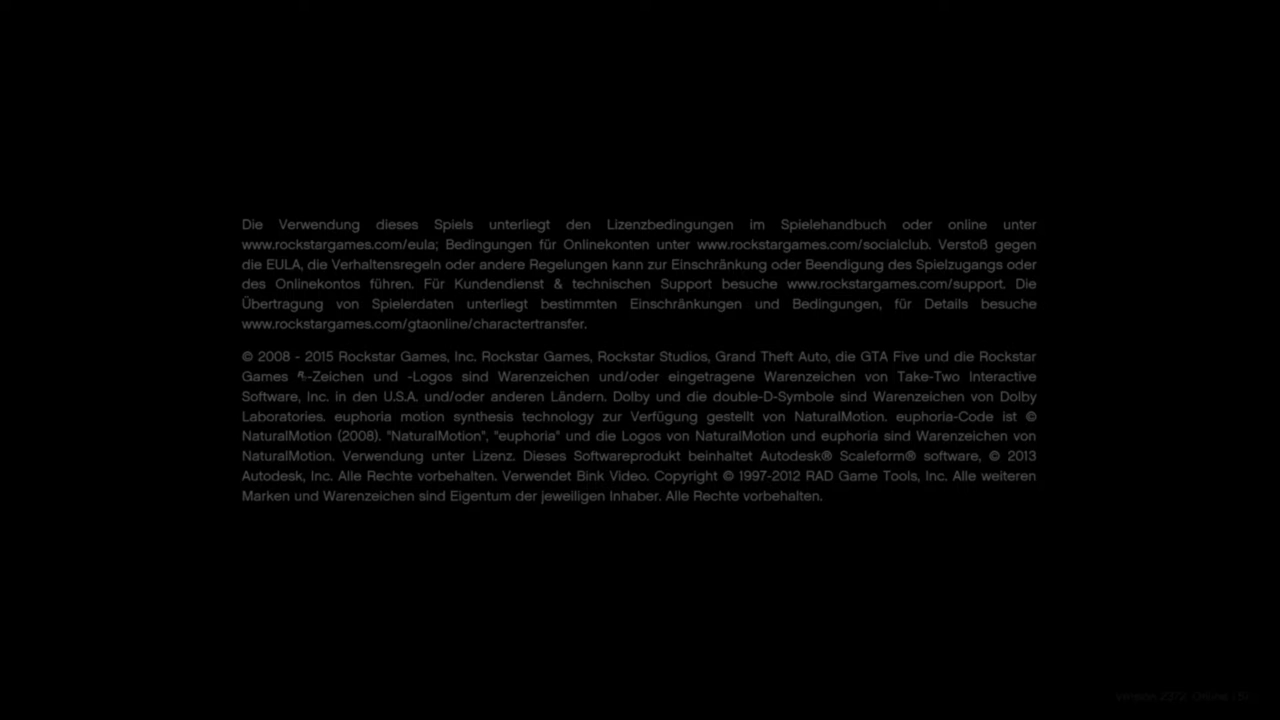 Die Verwendung dieses Spiels unterliegt den Lizenzbedingungen im Spielehandbuch oder online unter
www.rockstargames.com/eula; Bedingungen für Onlinekonten unter www.rockstargames.com/socialclub. Verstoß gegen
die EULA, die Verhaltensregeln oder andere Regelungen kann zur Einschränkung oder Beendigung des Spielzugangs oder
des Onlinekontos führen. Für Kundendienst & technischen Support besuche www.rockstargames.com/support. Die
Übertragung von Spielerdaten unterliegt bestimmten Einschränkungen und Bedingungen, für Details besuche
www.rockstargames.com/gtaonline/charactertransfer.
© 2008 - 2015 Rockstar Games, Inc. Rockstar Games, Rockstar Studios, Grand Theft Auto, die GTA Five und die Rockstar
Games R*-Zeichen und -Logos sind Warenzeichen und/oder eingetragene Warenzeichen von Take-Two Interactive
Software, Inc. in den U.S.A. und/oder anderen Ländern. Dolby und die double-D-Symbole sind Warenzeichen von Dolby
Laboratories. euphoria motion synthesis technology zur Verfügung gestellt von NaturalMotion. euphoria-Code ist ©
NaturalMotion (2008). "NaturalMotion", "euphoria" und die Logos von NaturalMotion und euphoria sind Warenzeichen von
NaturalMotion. Verwendung unter Lizenz. Dieses Softwareprodukt beinhaltet Autodesk® Scaleform® software, © 2013
Autodesk, Inc. Alle Rechte vorbehalten. Verwendet Bink Video. Copyright © 1997-2012 RAD Game Tools, Inc. Alle weiteren
Marken und Warenzeichen sind Eigentum der jeweiligen Inhaber. Alle Rechte vorbehalten.